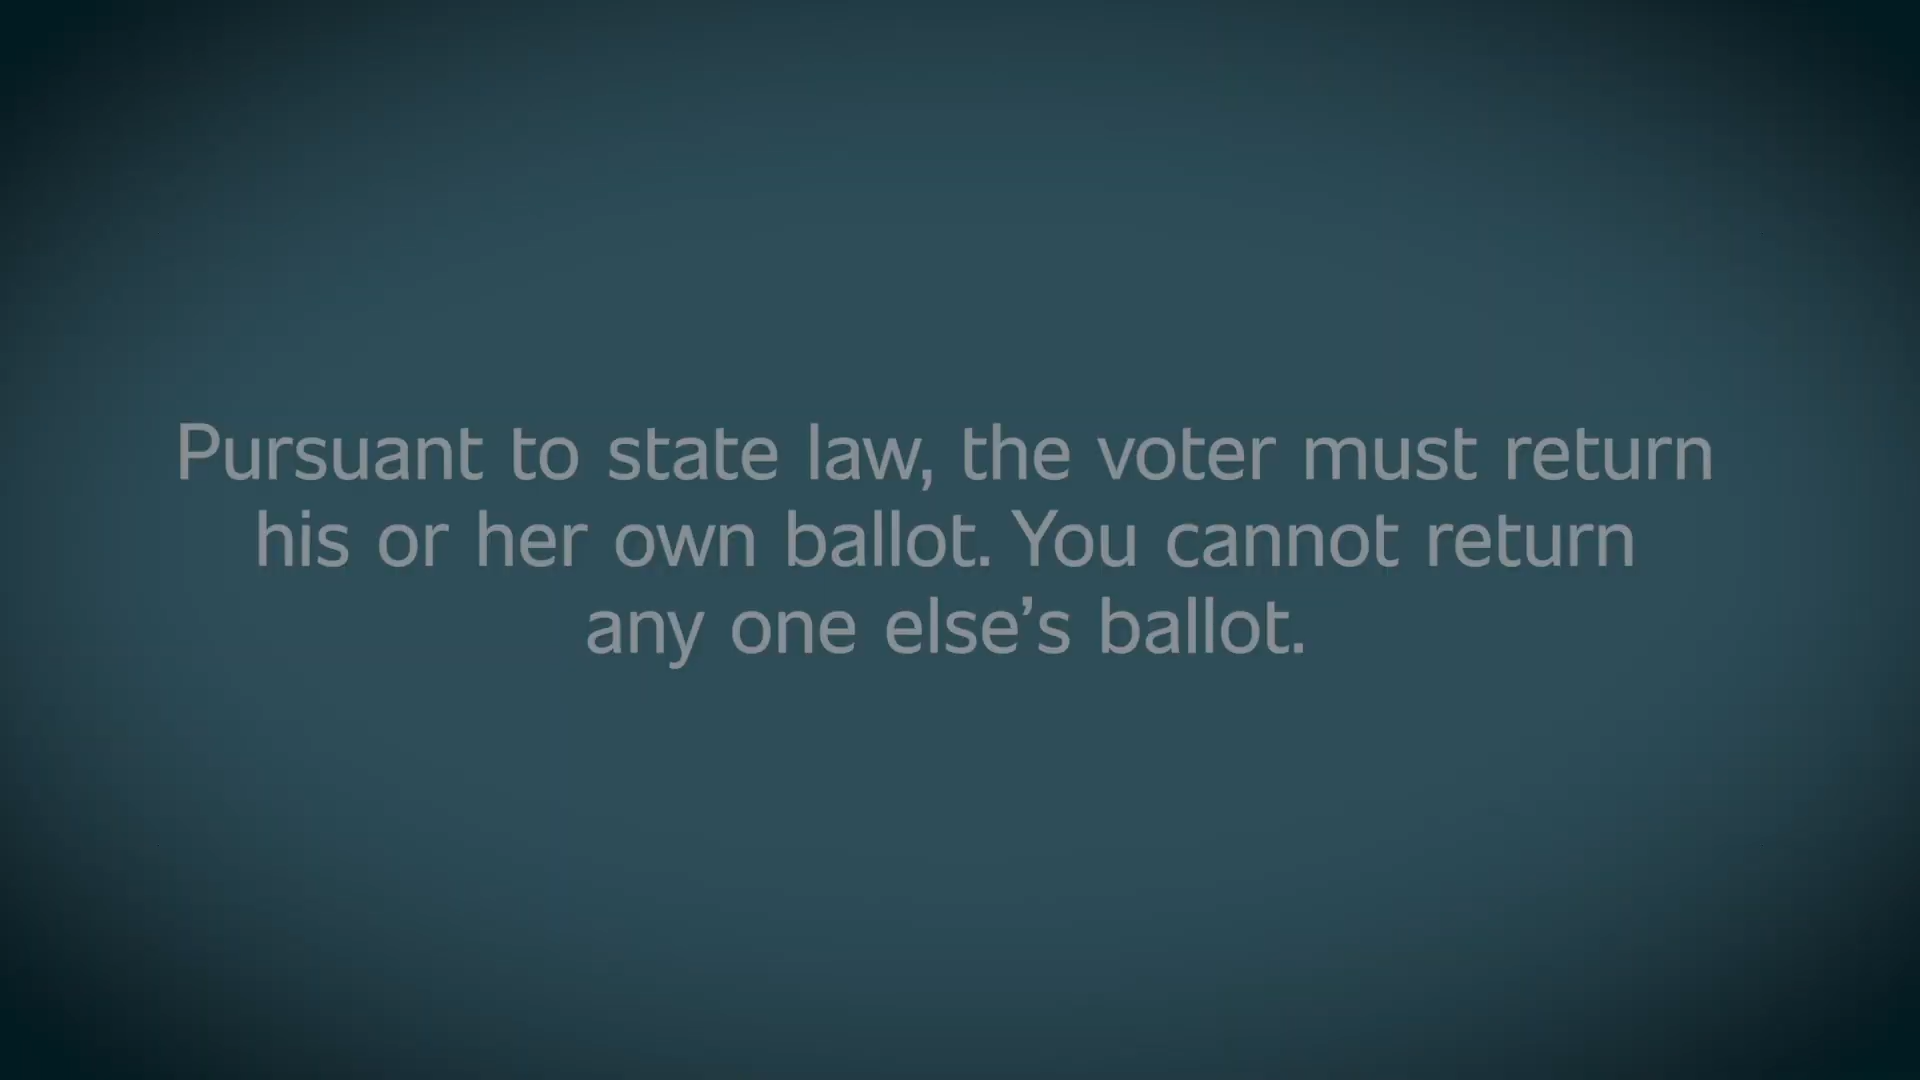 Pursuant to state law, the voter must return
his or her own ballot. You cannot return
any one else’s ballot.